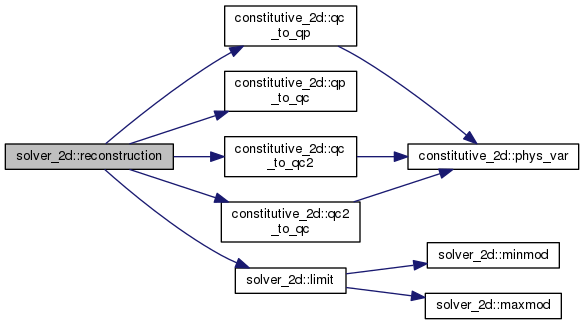 solver_2d::reconstruction
constitutive_2d::qc
_to_qp
constitutive_2d::qp
_to_qc
constitutive_2d::qc
_to_qc2
constitutive_2d::qc2
_to_qc
solver_2d::limit
constitutive_2d::phys_var
solver_2d::minmod
solver_2d::maxmod